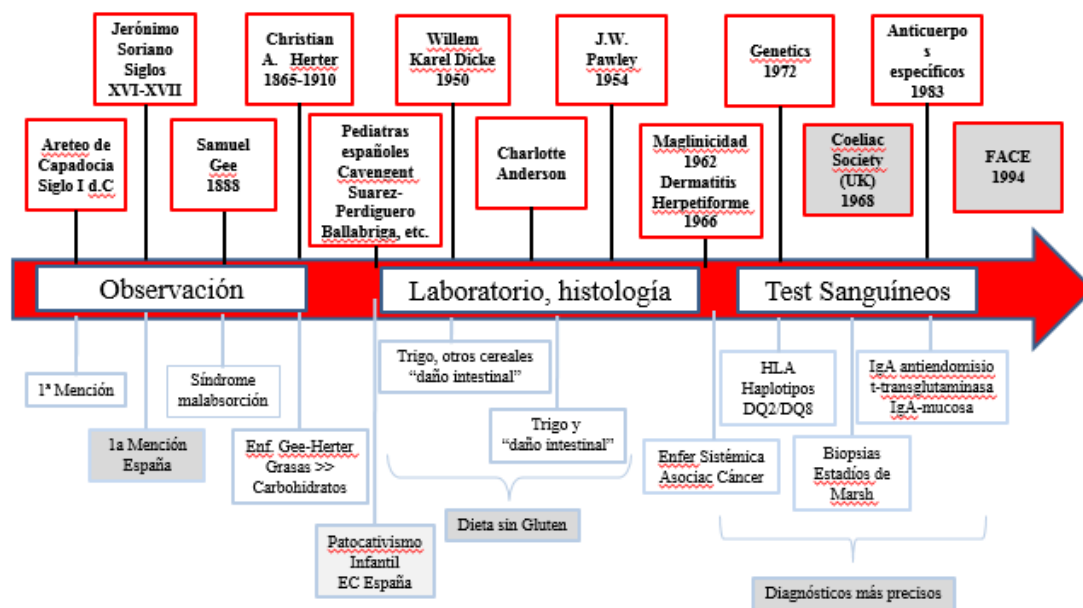 Jerónimo
Soriano
Siglos
XVI-XVII
Christian
A. Herter
1865-1910
Willem
Karel Dicke
1950
J.W.
Pawley
1954
Genetics
1972
Anticuerpo
s
específicos
1983
Areteo de
Capadocia
Siglo I d.C
Samuel
Gee
1888
Pediatras
españoles
Cavengent
Suarez-
Perdiguero
Ballabriga, etc.
Charlotte
Anderson
Maglinicidad
1962
Dermatitis
Herpetiforme
1966
Coeliac
Society
(UK)
1968
FACE
1994
Observación
Laboratorio, histología
Test Sanguíneos
1ª Mención
1a Mención
España
Síndrome
malabsorción
Enf. Gee-Herter
Grasas >>
Carbohidratos
Patocativismo
Infantil
EC España
Trigo, otros cereales
“daño intestinal”
Trigo y
“daño intestinal”
Dieta sin Gluten
Enfer Sistémica
Asociac Cáncer
HLA
Haplotipos
DQ2/DQ8
Biopsias
Estadíos de
Marsh
IgA antiendomisio
t-transglutaminasa
IgA-mucosa
Diagnósticos más precisos